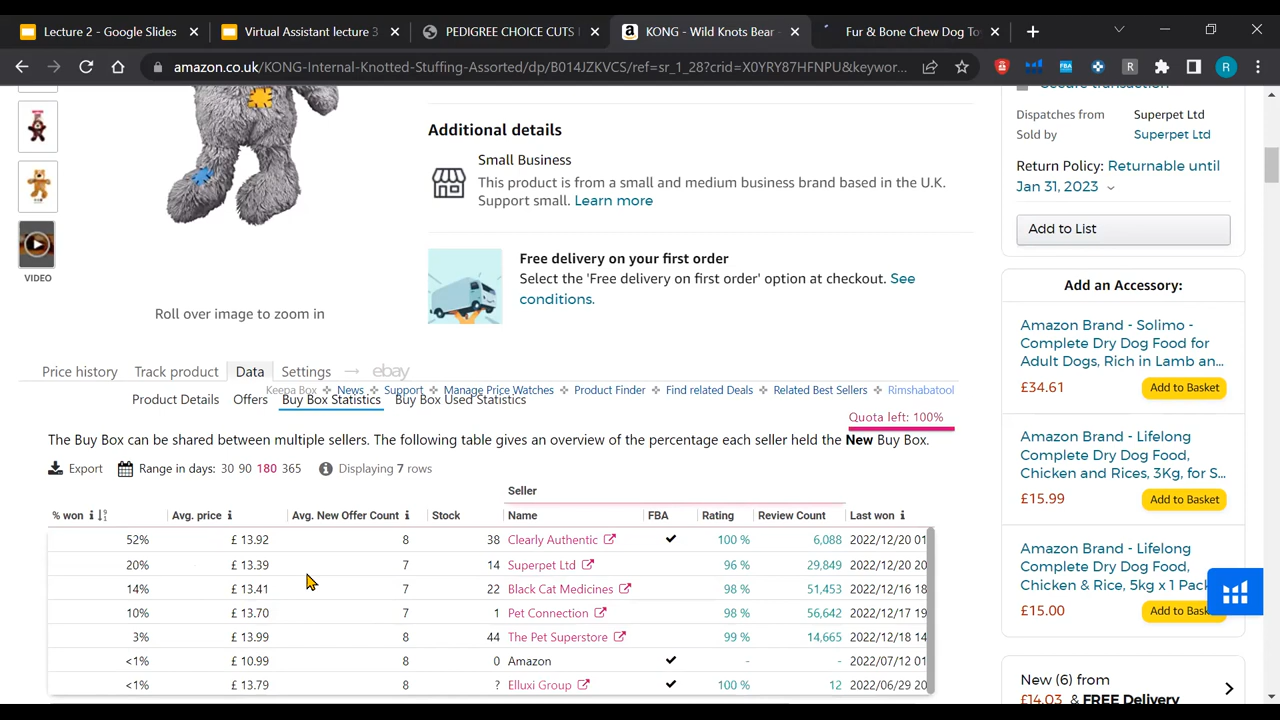 Lecture 2 - Google Slides
Virtual Assistant lecture 3
PEDIGREE CHOICE CUTS I
KONG - Wild Knots Bear -
Fur & Bone Chew Dog To
amazon.co.uk/KONG-Internal-Knotted-Stuffing-Assorted/dp/B014JZKVCS/ref=sr_1_28?crid=X0YRY87HFNPU&keywor...
R
R
FBA
VIDEO
Roll over image to zoom in
Additional details
Small Business
This product is from a small and medium business brand based in the U.K.
Support small. Learn more
Free delivery on your first order
Select the 'Free delivery on first order' option at checkout. See
conditions.
Secure transaction
Dispatches from Superpet Ltd
Sold by Superpet Ltd
Return Policy: Returnable until
Jan 31, 2023
Add to List
Add an Accessory:
Amazon Brand - Solimo -
Complete Dry Dog Food for
Adult Dogs, Rich in Lamb an...
£34.61 Add to Basket
Amazon Brand - Lifelong
Complete Dry Dog Food,
Chicken and Rices, 3Kg, for S...
£15.99 Add to Basket
Amazon Brand - Lifelong
Complete Dry Dog Food,
Chicken & Rice, 5kg x 1 Pack
£15.00 Add to Bask
New (6) from
£14.03 & FREE Delivery
Price history Track product Data Settings → ebay
Keepa Box News Support Manage Price Watches Product Finder Find related Deals Related Best Sellers Rimshabatool
Product Details Offers Buy Box Statistics Buy Box Used Statistics
Quota left: 100%
The Buy Box can be shared between multiple sellers. The following table gives an overview of the percentage each seller held the New Buy Box.
Export Range in days: 30 90 180 365 Displaying 7 rows
Seller
% won Avg. price Avg. New Offer Count Stock Name FBA Rating Review Count Last won
52% £ 13.92 8 38 Clearly Authentic ✔ 100 % 6,088 2022/12/20 01
20% £ 13.39 7 14 Superpet Ltd 96 % 29,849 2022/12/20 20
14% £ 13.41 7 22 Black Cat Medicines 98 % 51,453 2022/12/16 18
10% £ 13.70 7 1 Pet Connection 98 % 56,642 2022/12/17 19
3% £ 13.99 8 44 The Pet Superstore 99 % 14,665 2022/12/18 14
<1% £ 10.99 8 0 Amazon ✔ - - 2022/07/12 01
<1% £ 13.79 8 ? Elluxi Group ✔ 100 % 12 2022/06/29 20